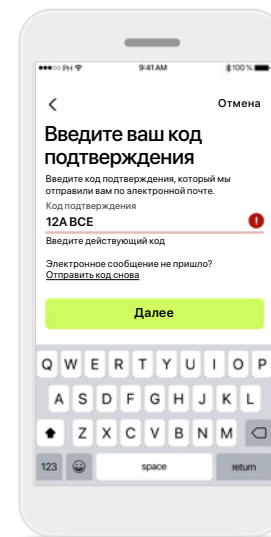 PH 9:41 AM 100 %
Отмена
Введите ваш код
подтверждения
Введите код подтверждения, который мы
отправили вам по электронной почте.
Код подтверждения
12A BCE
Введите действующий код
Электронное сообщение не пришло?
Отправить код снова
Далее
Q W E R T Y U I O P
A S D F G H J K L
Z X C V B N M
123 space return